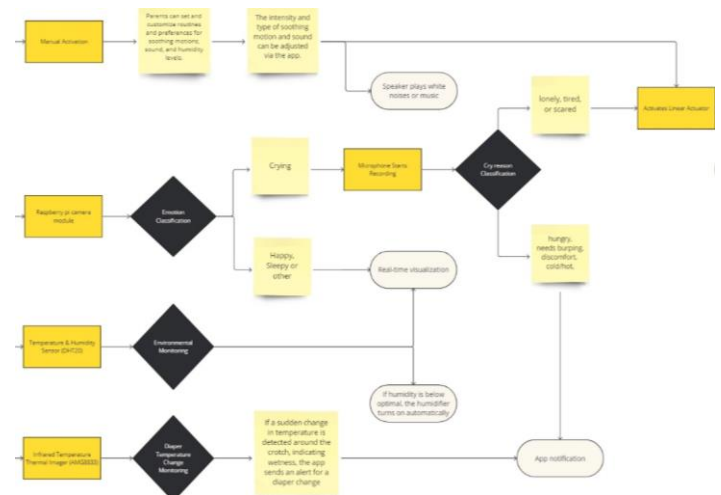 Manual Activation
Parents can set and
customize routines
and preferences for
soothing motions,
sound, and humidity
levels.
The intensity and
type of soothing
motion and sound
can be adjusted
via the app.
Speaker plays white
noises or music
lonely, tired,
or scared
Activates Linear Actuator
Raspberry pi camera
module
Emotion
Classification
Crying
Microphone Starts
Recording
Cry reason
Classification
Happy,
Sleepy or
other
Real-time visualization
hungry,
needs burping,
discomfort,
cold/hot,
Temperature & Humidity
Sensor
Environmental
Monitoring
If humidity is below
optimal, the humidifier
turns on automatically
Infrared Temperature
Thermal Imager (AMG8833)
Diaper
Temperature
Change
Monitoring
If a sudden change
in temperature is
detected around the
crotch, indicating
wetness, the app
sends an alert for a
diaper change
App notification